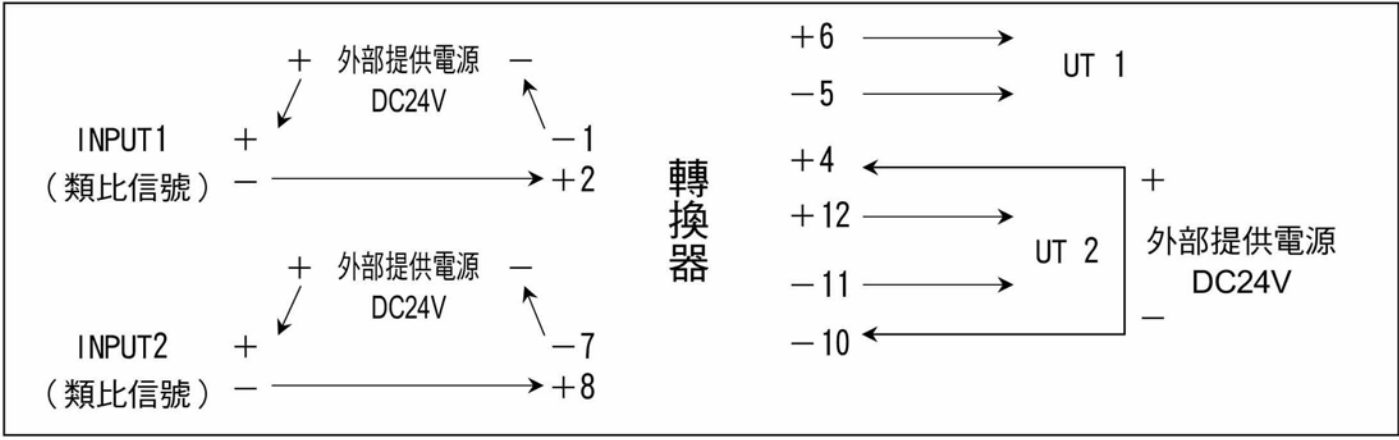 + 外部提供電源 −
DC24V
INPUT1 +
(類比信號) −
−1
+2
+ 外部提供電源 −
DC24V
INPUT2 +
(類比信號) −
−7
+8
轉換器
+6
−5
UT 1
+4
+12
−11
−10
UT 2
+
外部提供電源
DC24V
−